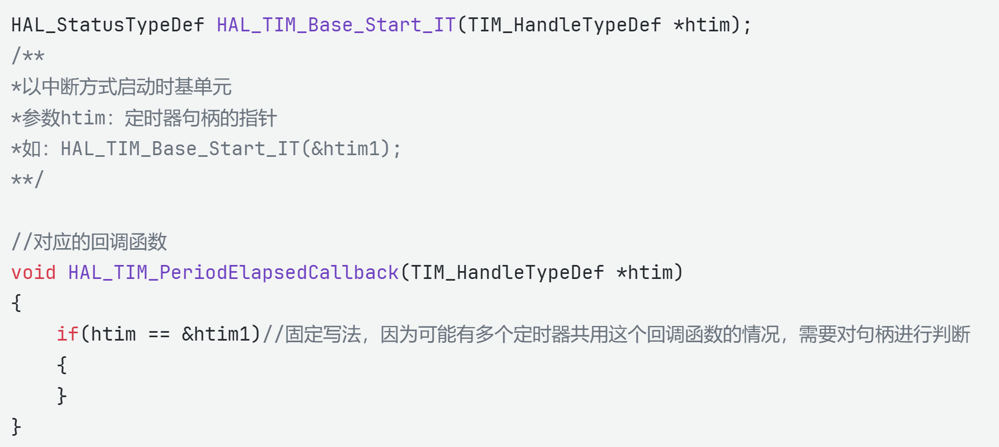 HAL_StatusTypeDef HAL_TIM_Base_Start_IT(TIM_HandleTypeDef *htim);
/**
*以中断方式启动时基单元
*参数htim：定时器句柄的指针
*如：HAL_TIM_Base_Start_IT(&htim1);
**/
//对应的回调函数
void HAL_TIM_PeriodElapsedCallback(TIM_HandleTypeDef *htim)
{
    if(htim == &htim1)//固定写法，因为可能有多个定时器共用这个回调函数的情况，需要对句柄进行判断
    {
    }
}